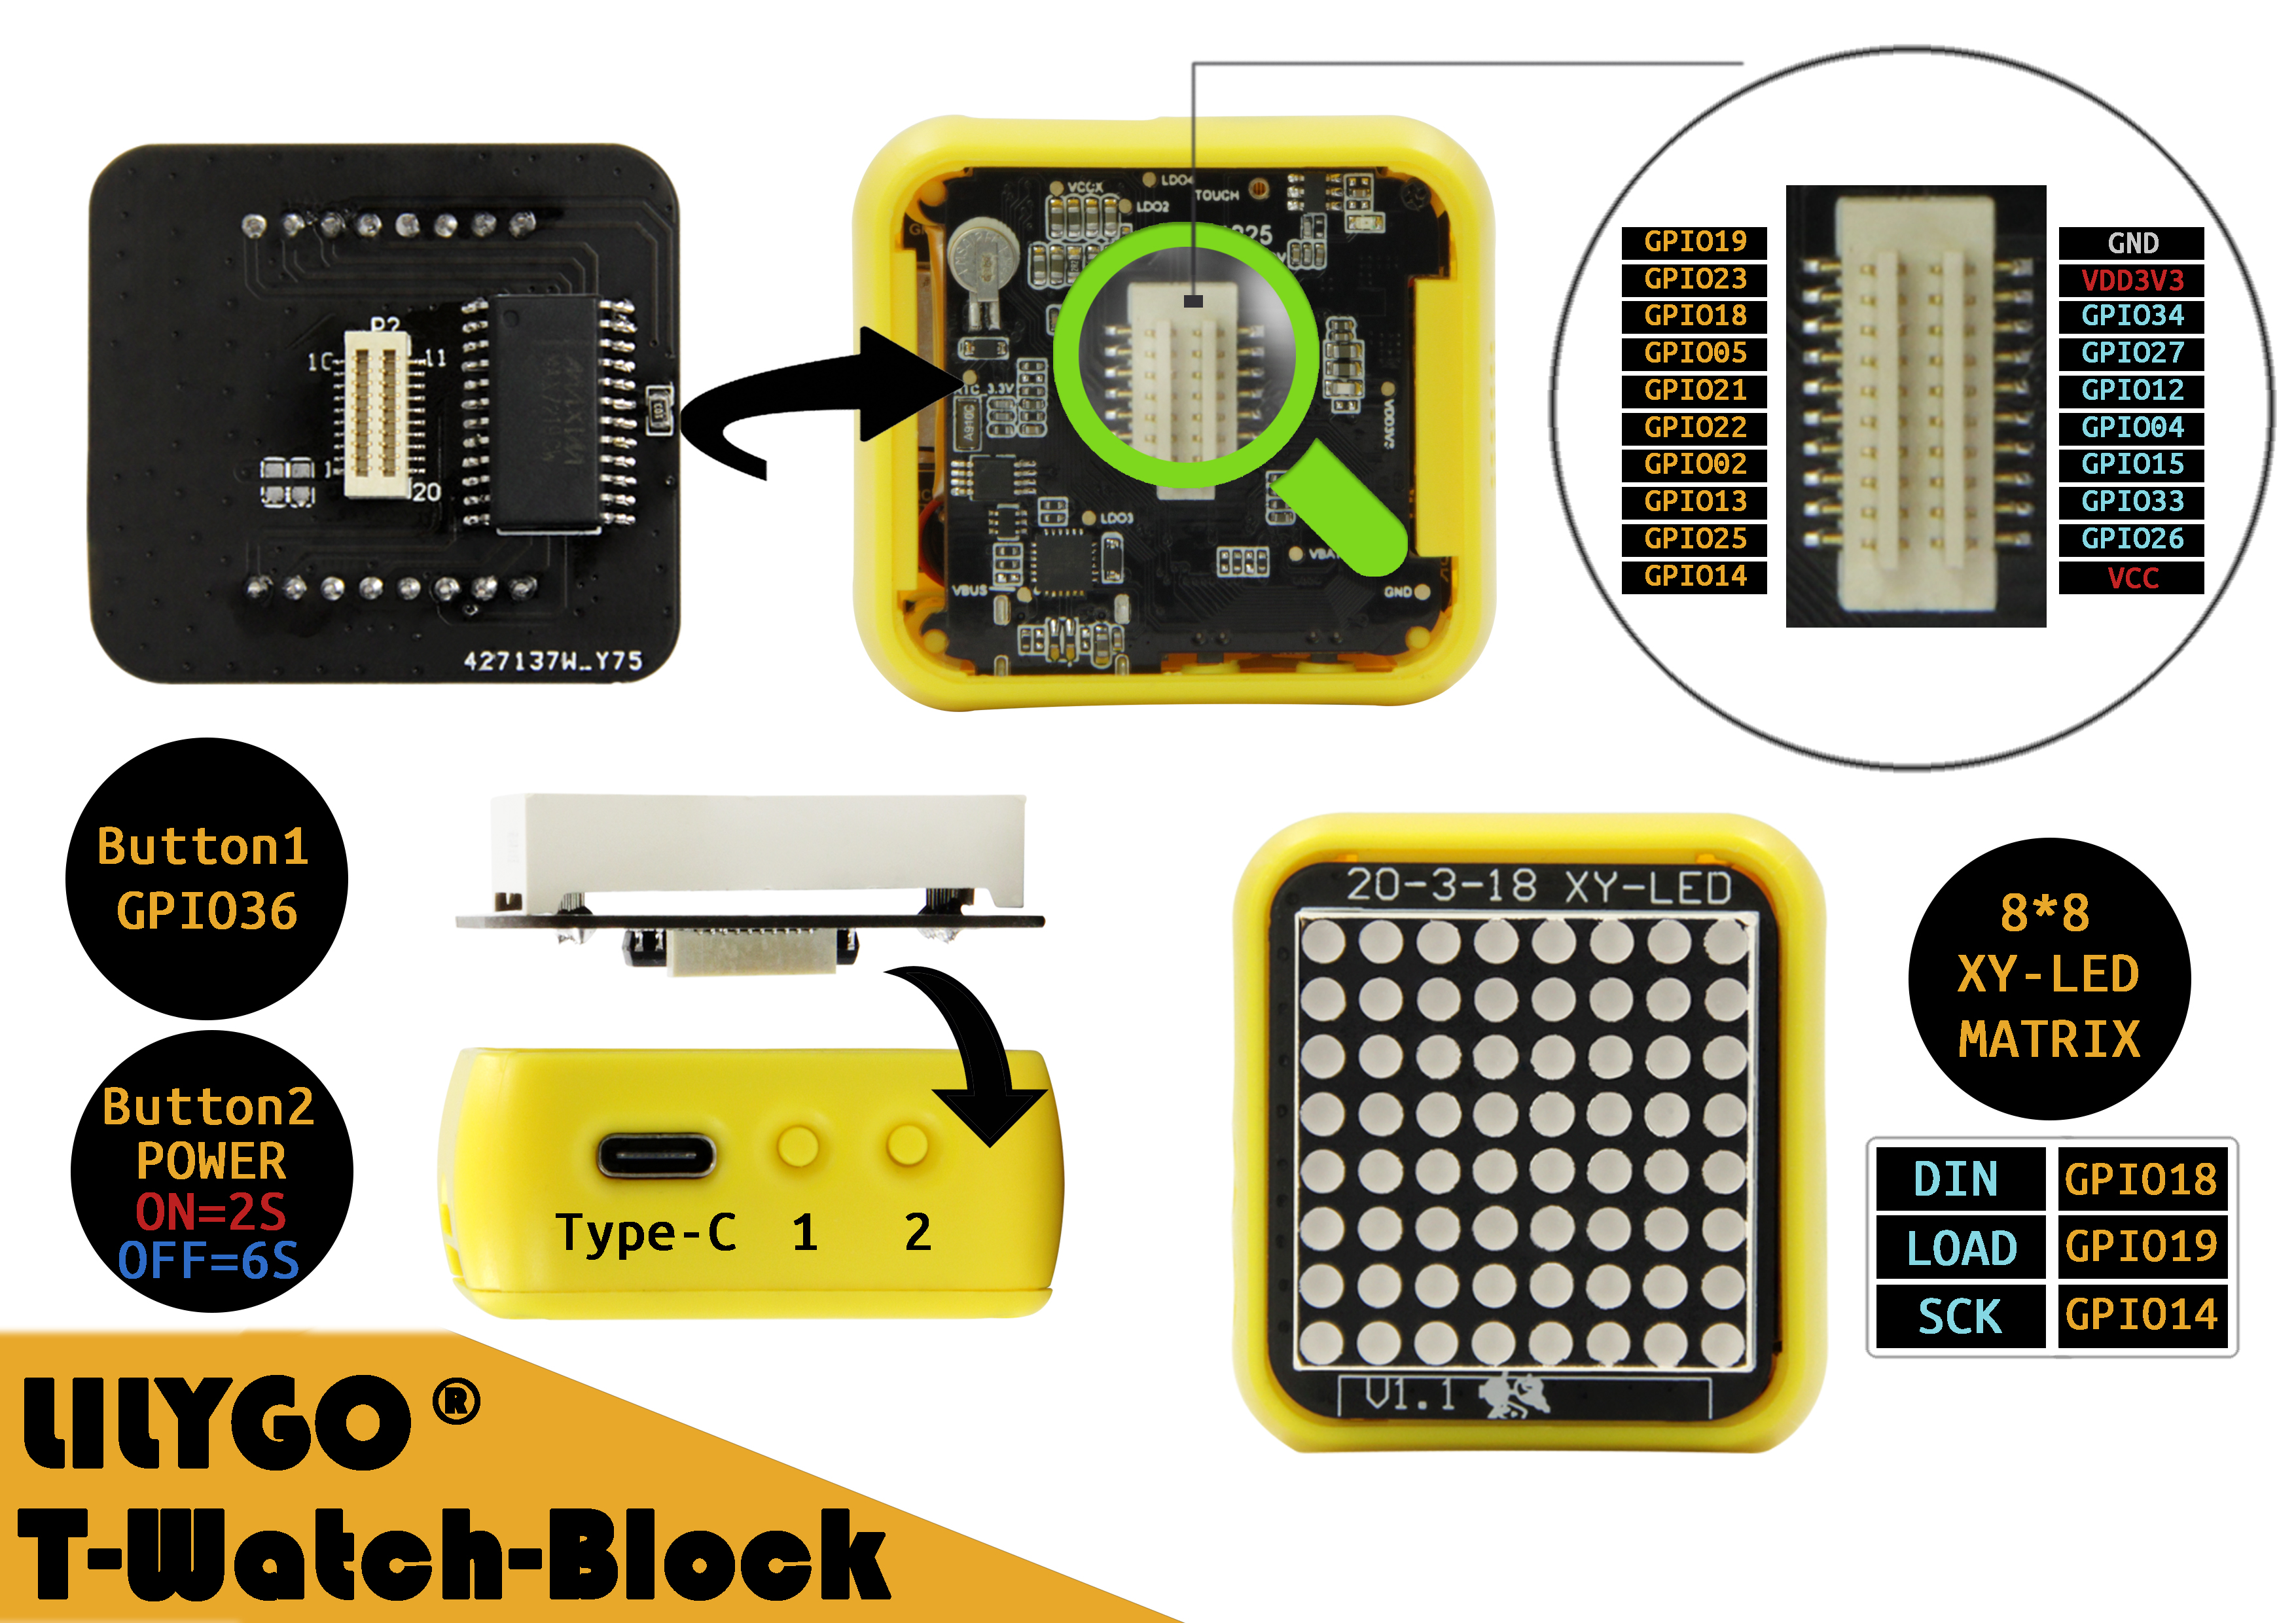 P2
11
20
1
427137W_Y75
VCCX
LDO4
LDO2
TOUCH
3.3V
A910C
LDO3
VBUS
VDD3V2
GND
GPIO19
GPIO23
GPIO18
GPIO05
GPIO21
GPIO22
GPIO02
GPIO13
GPIO25
GPIO14
GND
VDD3V3
GPIO34
GPIO27
GPIO12
GPIO04
GPIO15
GPIO33
GPIO26
VCC
Button1
GPIO36
Button2
POWER
ON=2S
OFF=6S
Type-C 1 2
20-3-18 XY-LED
V1.1
8*8
XY-LED
MATRIX
DIN GPIO18
LOAD GPIO19
SCK GPIO14
LILYGO ®
T-Watch-Block